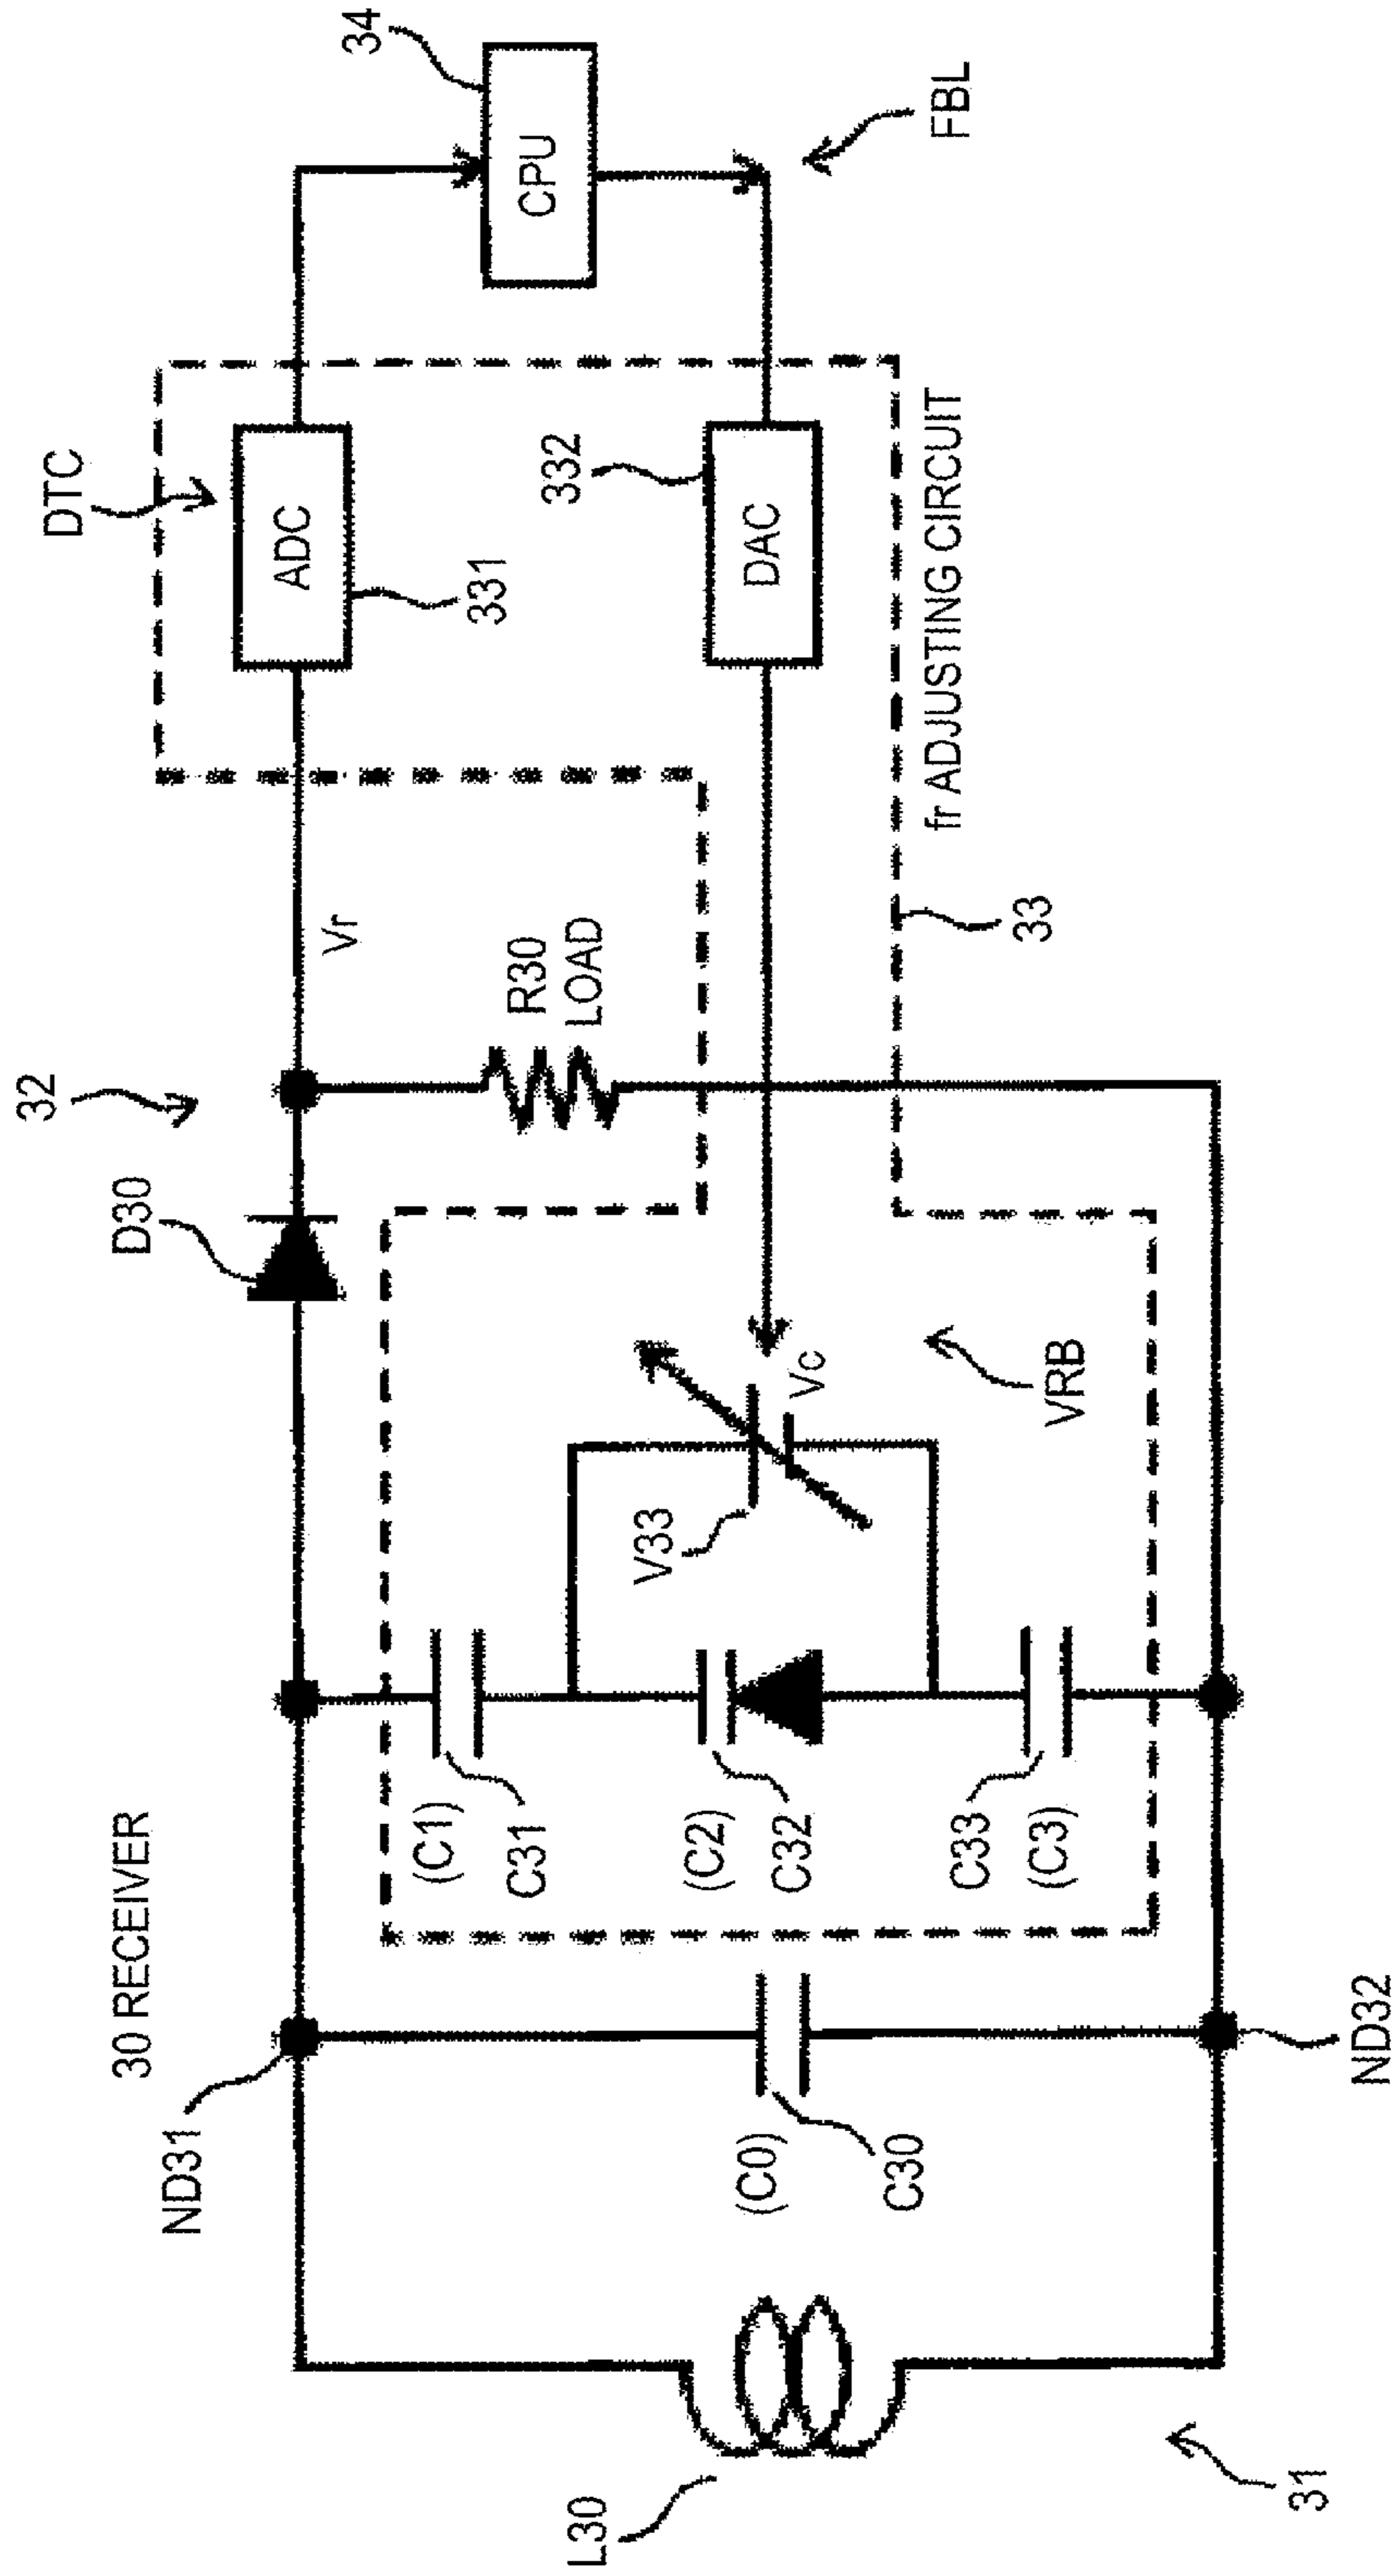 30 RECEIVER
32
D30
ND31
Vr
DTC
ADC
331
34
CPU
FBL
R30
LOAD
332
DAC
(C1)
C31
(C2)
C32
C33
(C3)
V33
Vc
VRB
33
fr ADJUSTING CIRCUIT
L30
(C0)
C30
31
ND32